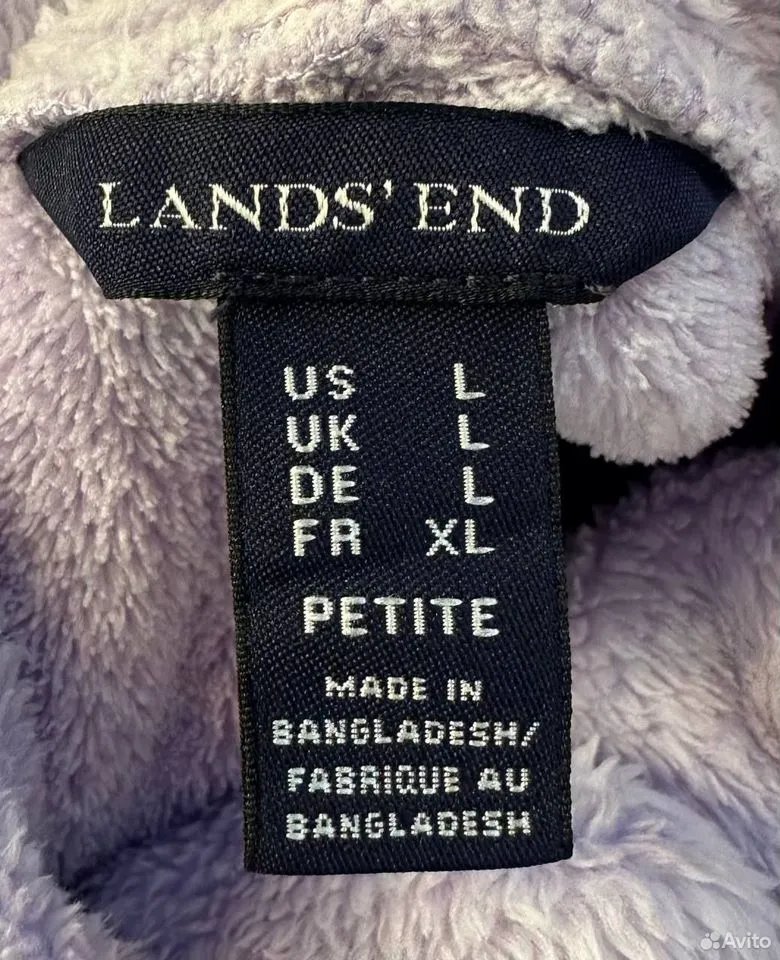 LANDS' END
US L
UK L
DE L
FR XL
PETITE
MADE IN
BANGLADESH/
FABRIQUE AU
BANGLADESH
Avito